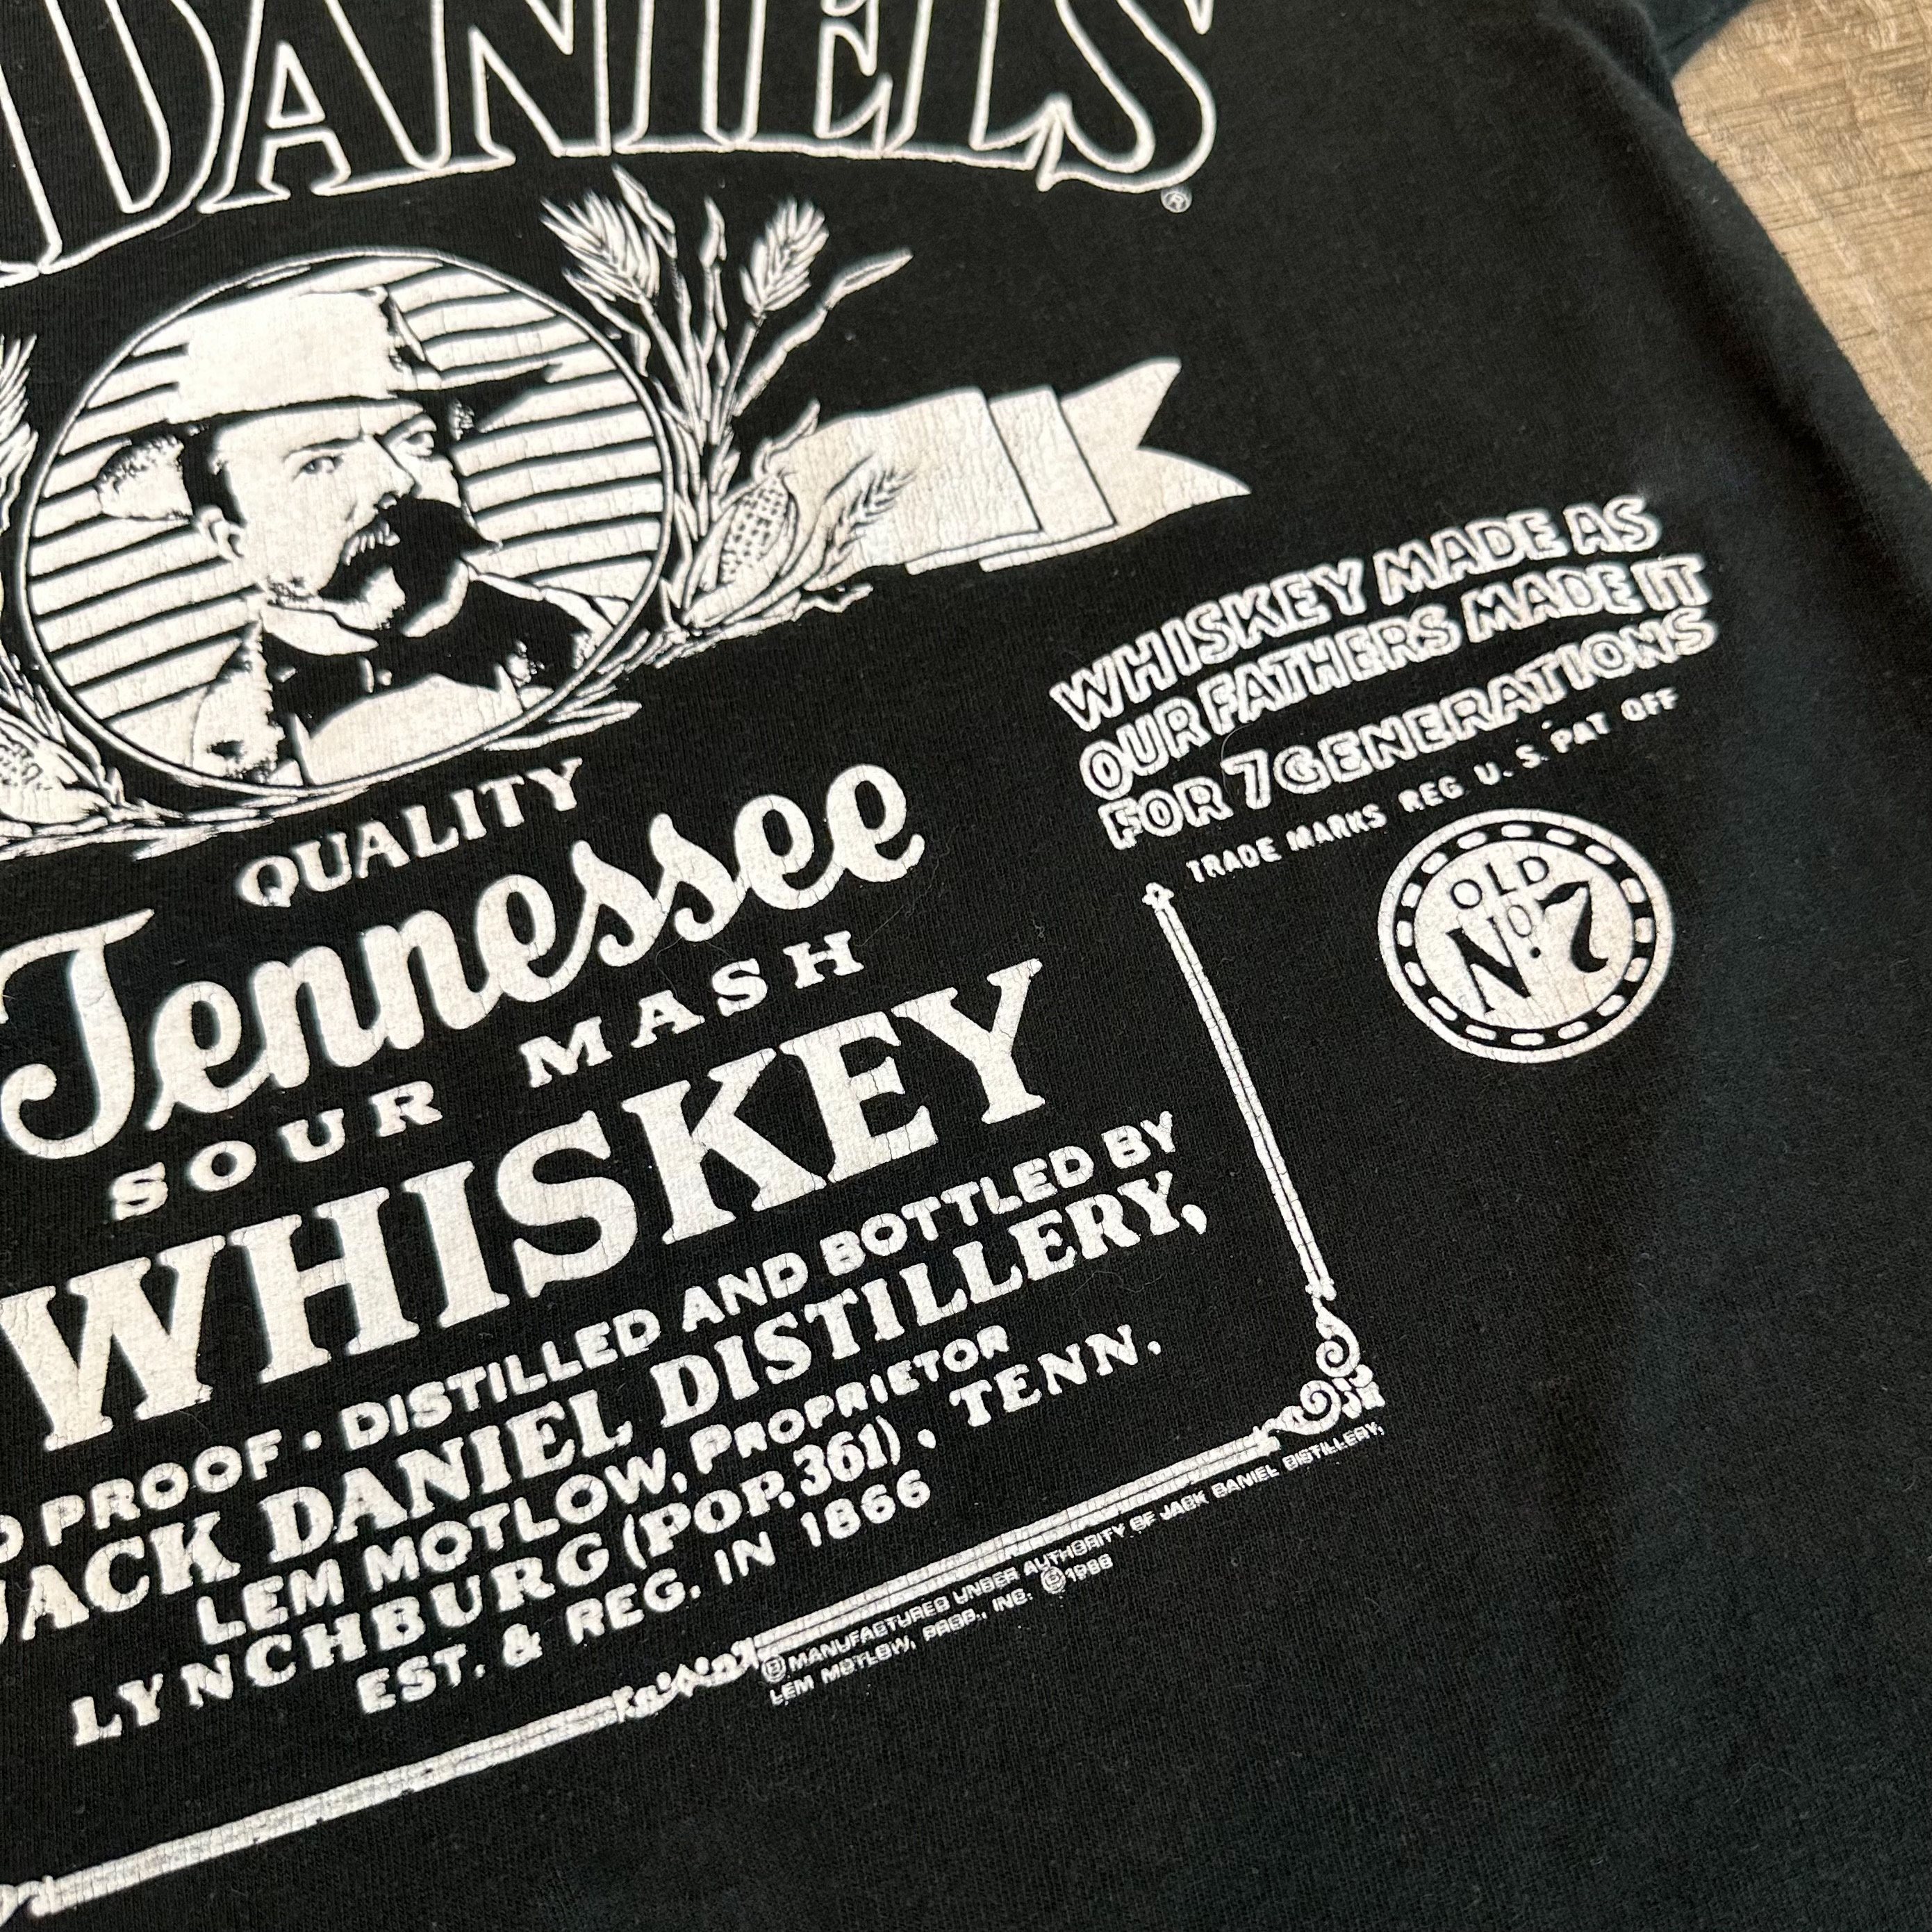 DANIELS
®
WHISKEY MADE AS
OUR FATHERS MADE IT
FOR 7 GENERATIONS
TRADE MARKS REG U.S. PAT OFF
OLD
No. 7
QUALITY
Tennessee
SOUR MASH
WHISKEY
PROOF · DISTILLED AND BOTTLED BY
JACK DANIEL DISTILLERY,
LEM MOTLOW, PROPRIETOR
LYNCHBURG (POP. 361), TENN.
EST. & REG. IN 1866
MANUFACTURED UNDER AUTHORITY OF JACK DANIEL DISTILLERY,
LEM MOTLOW, PROP., INC. ©1988